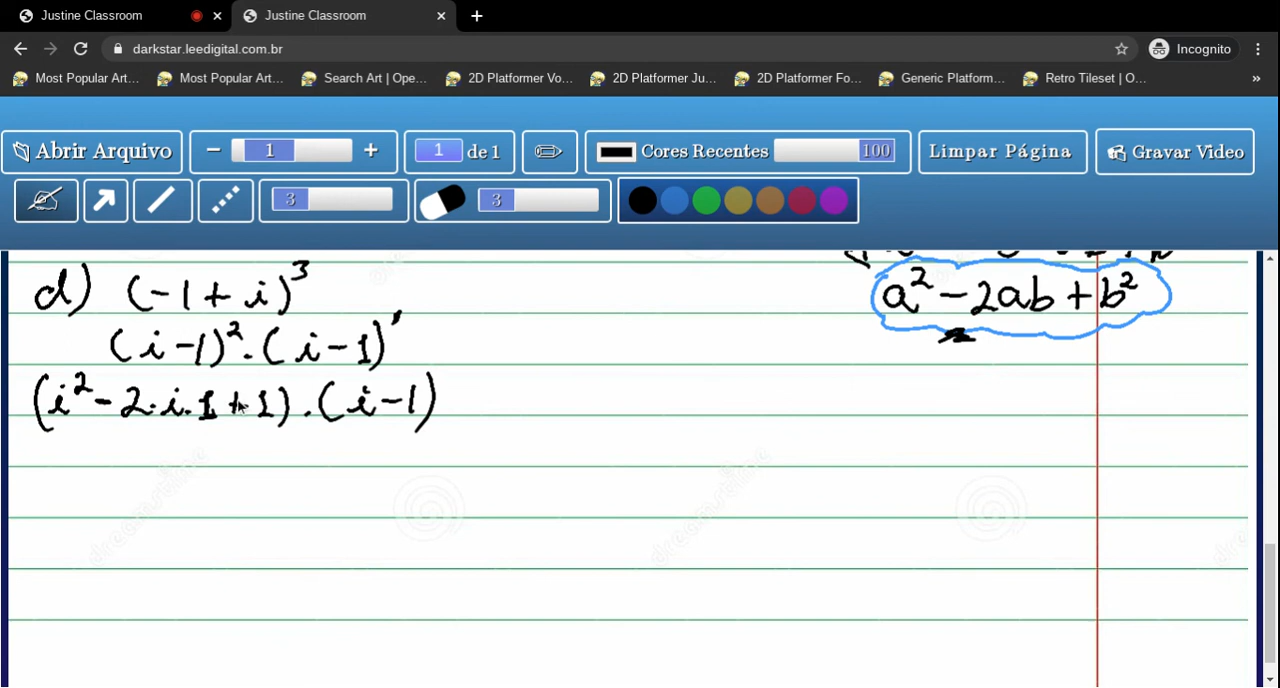 Justine Classroom
Justine Classroom
darkstar.leedigital.com.br
Incognito
Most Popular Art...
Most Popular Art...
Search Art | Ope...
2D Platformer Vo...
2D Platformer Ju...
2D Platformer Fo...
Generic Platform...
Retro Tileset | O...
Abrir Arquivo
− 1 +
1 de 1
Cores Recentes 100
Limpar Página
Gravar Video
3
3
a² - 2ab + b²
d) (-1 + i)³
(i - 1)² . (i - 1)¹
(i² - 2.i.1 + 1) . (i - 1)
dreamstime
dreamstime